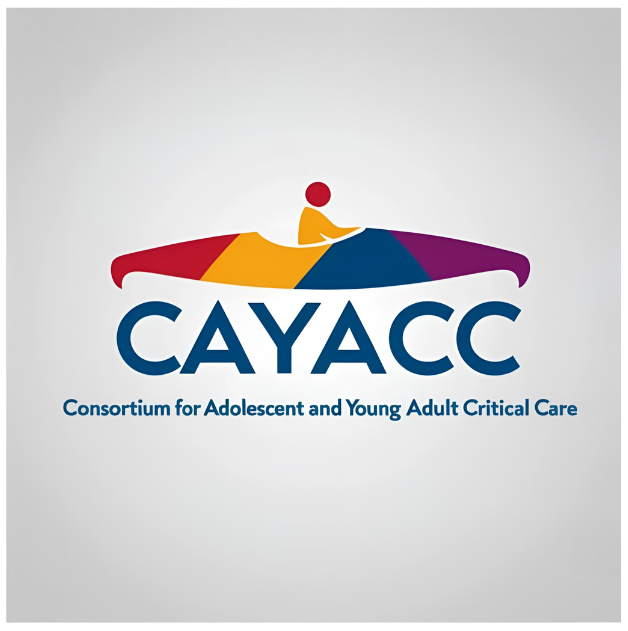 CAYACC
Consortium for Adolescent and Young Adult Critical Care